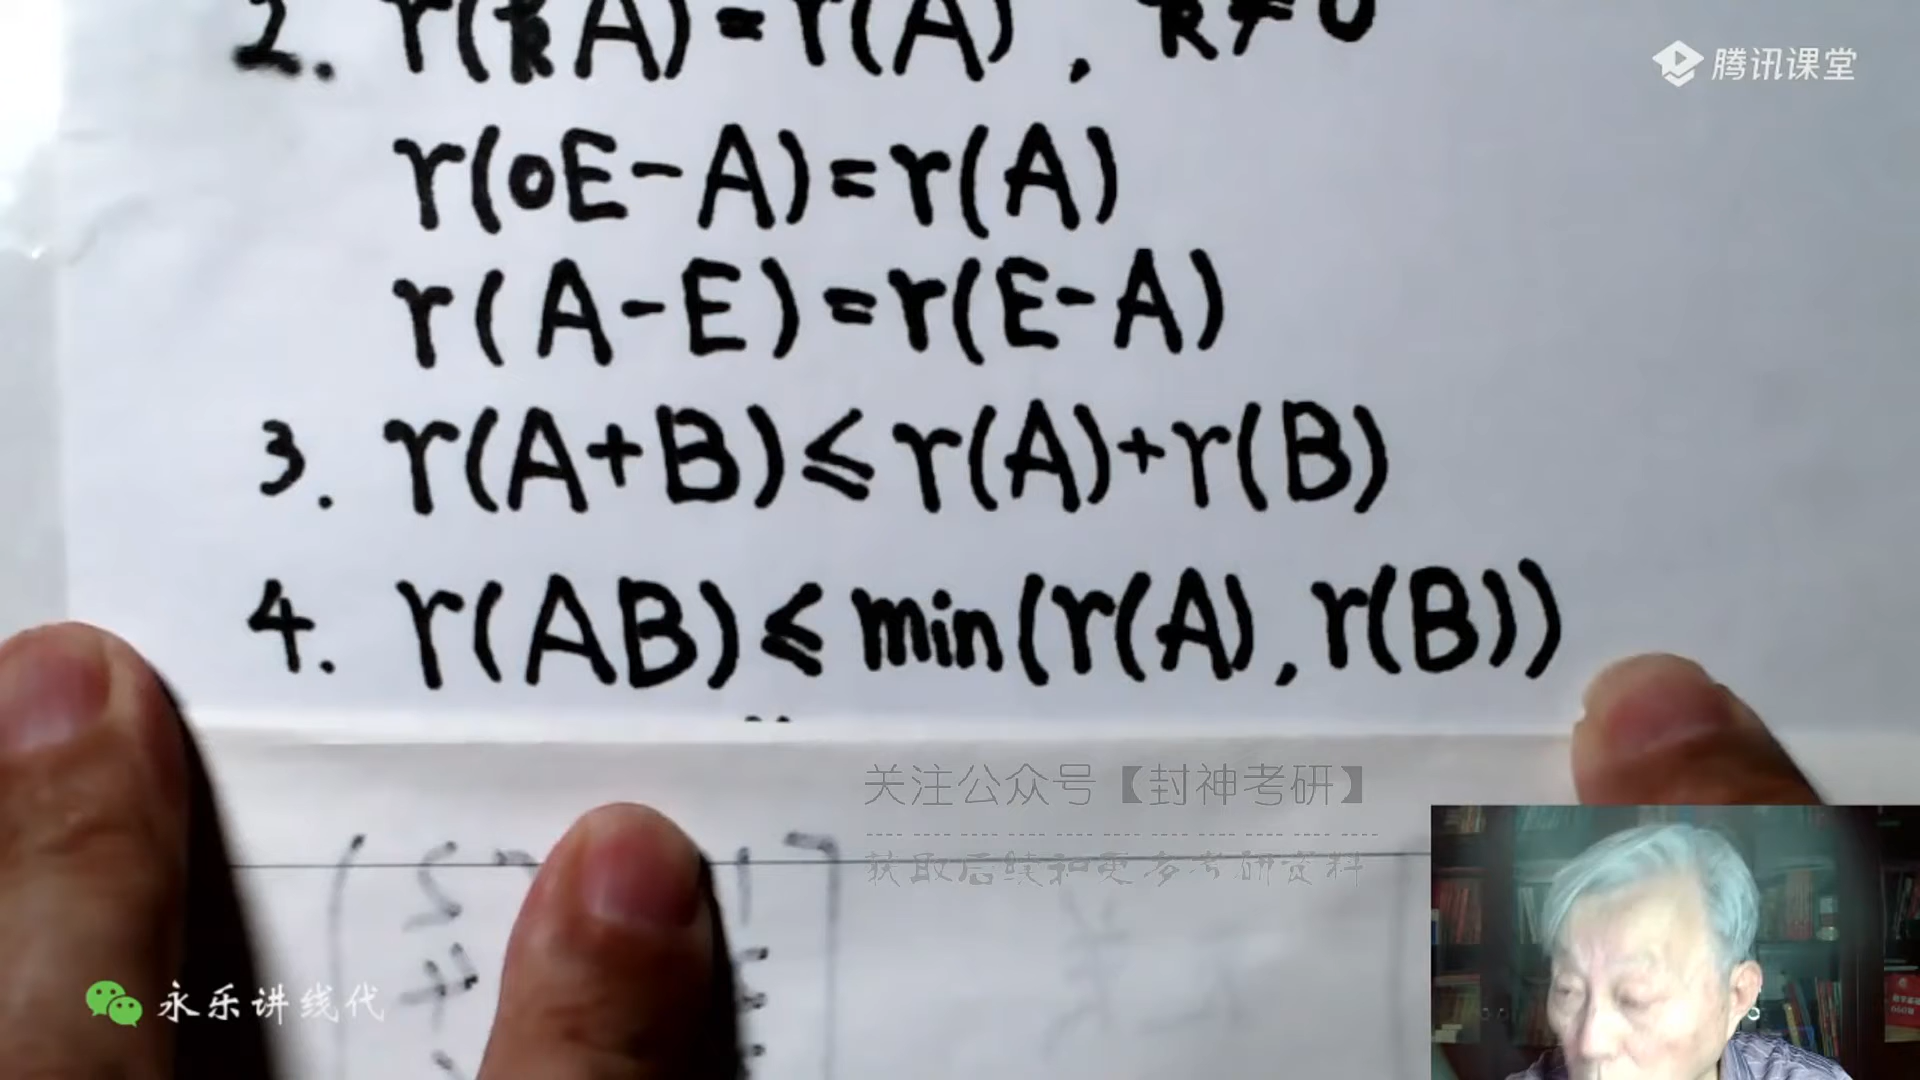 2. r(kA)=r(A), k≠0
腾讯课堂
r(0E-A)=r(A)
r(A-E)=r(E-A)
3. r(A+B)≤r(A)+r(B)
4. r(AB)≤min(r(A),r(B))
关注公众号【封神考研】
获取后续和更多考研资料
永乐讲线代